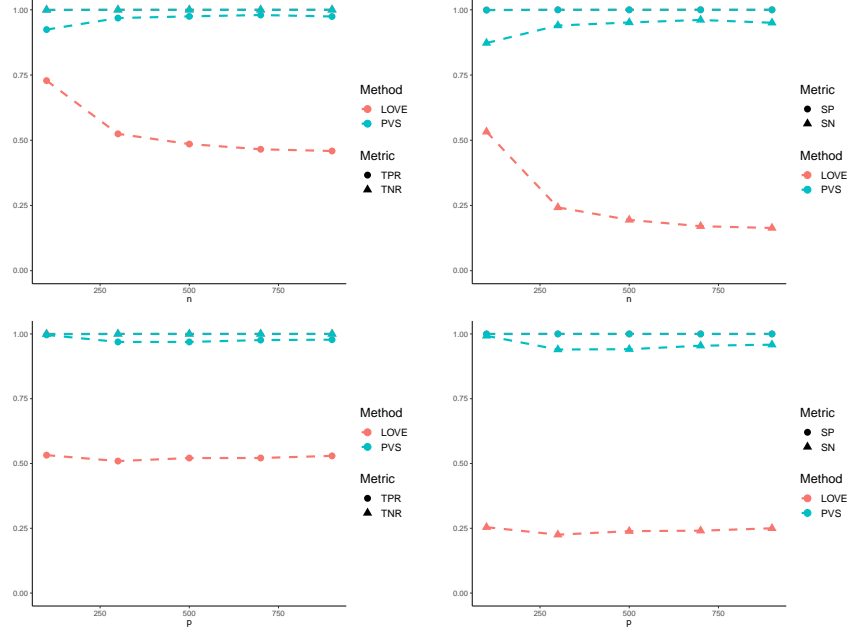 1.00
0.75
0.50
0.25
0.00
250
500
750
n
Method
LOVE
PVS
Metric
TPR
TNR
1.00
0.75
0.50
0.25
0.00
250
500
750
n
Metric
SP
SN
Method
LOVE
PVS
1.00
0.75
0.50
0.25
0.00
250
500
750
p
Method
LOVE
PVS
Metric
TPR
TNR
1.00
0.75
0.50
0.25
0.00
250
500
750
p
Metric
SP
SN
Method
LOVE
PVS